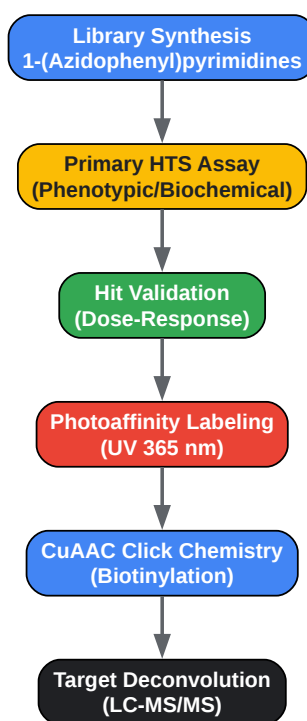 Library Synthesis
1-(Azidophenyl)pyrimidines
Primary HTS Assay
(Phenotypic/Biochemical)
Hit Validation
(Dose-Response)
Photoaffinity Labeling
(UV 365 nm)
CuAAC Click Chemistry
(Biotinylation)
Target Deconvolution
(LC-MS/MS)